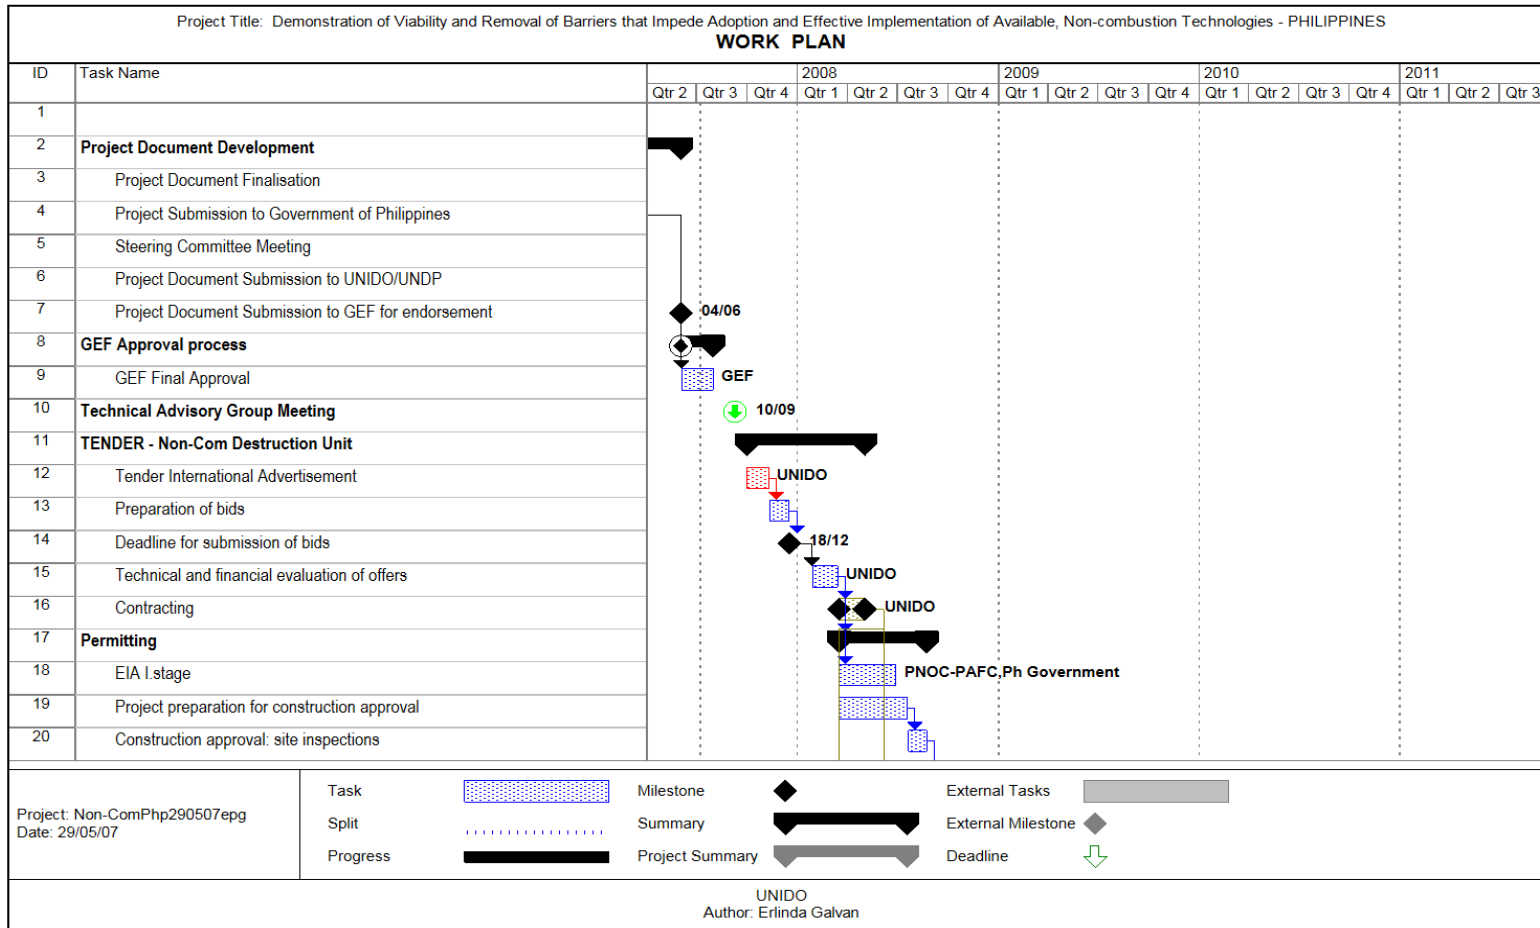 Project Title: Demonstration of Viability and Removal of Barriers that Impede Adoption and Effective Implementation of Available, Non-combustion Technologies - PHILIPPINES
WORK PLAN
ID Task Name 2008 2009 2010 2011
Qtr 2 Qtr 3 Qtr 4 Qtr 1 Qtr 2 Qtr 3 Qtr 4 Qtr 1 Qtr 2 Qtr 3 Qtr 4 Qtr 1 Qtr 2 Qtr 3 Qtr 4 Qtr 1 Qtr 2 Qtr 3
1
2 Project Document Development
3 Project Document Finalisation
4 Project Submission to Government of Philippines
5 Steering Committee Meeting
6 Project Document Submission to UNIDO/UNDP
7 Project Document Submission to GEF for endorsement 04/06
8 GEF Approval process
9 GEF Final Approval GEF
10 Technical Advisory Group Meeting 10/09
11 TENDER - Non-Com Destruction Unit
12 Tender International Advertisement UNIDO
13 Preparation of bids
14 Deadline for submission of bids 18/12
15 Technical and financial evaluation of offers UNIDO
16 Contracting UNIDO
17 Permitting
18 EIA I.stage PNOC-PAFC,Ph Government
19 Project preparation for construction approval
20 Construction approval: site inspections
Project: Non-ComPhp290507epg
Date: 29/05/07
Task Milestone External Tasks
Split Summary External Milestone
Progress Project Summary Deadline
UNIDO
Author: Erlinda Galvan